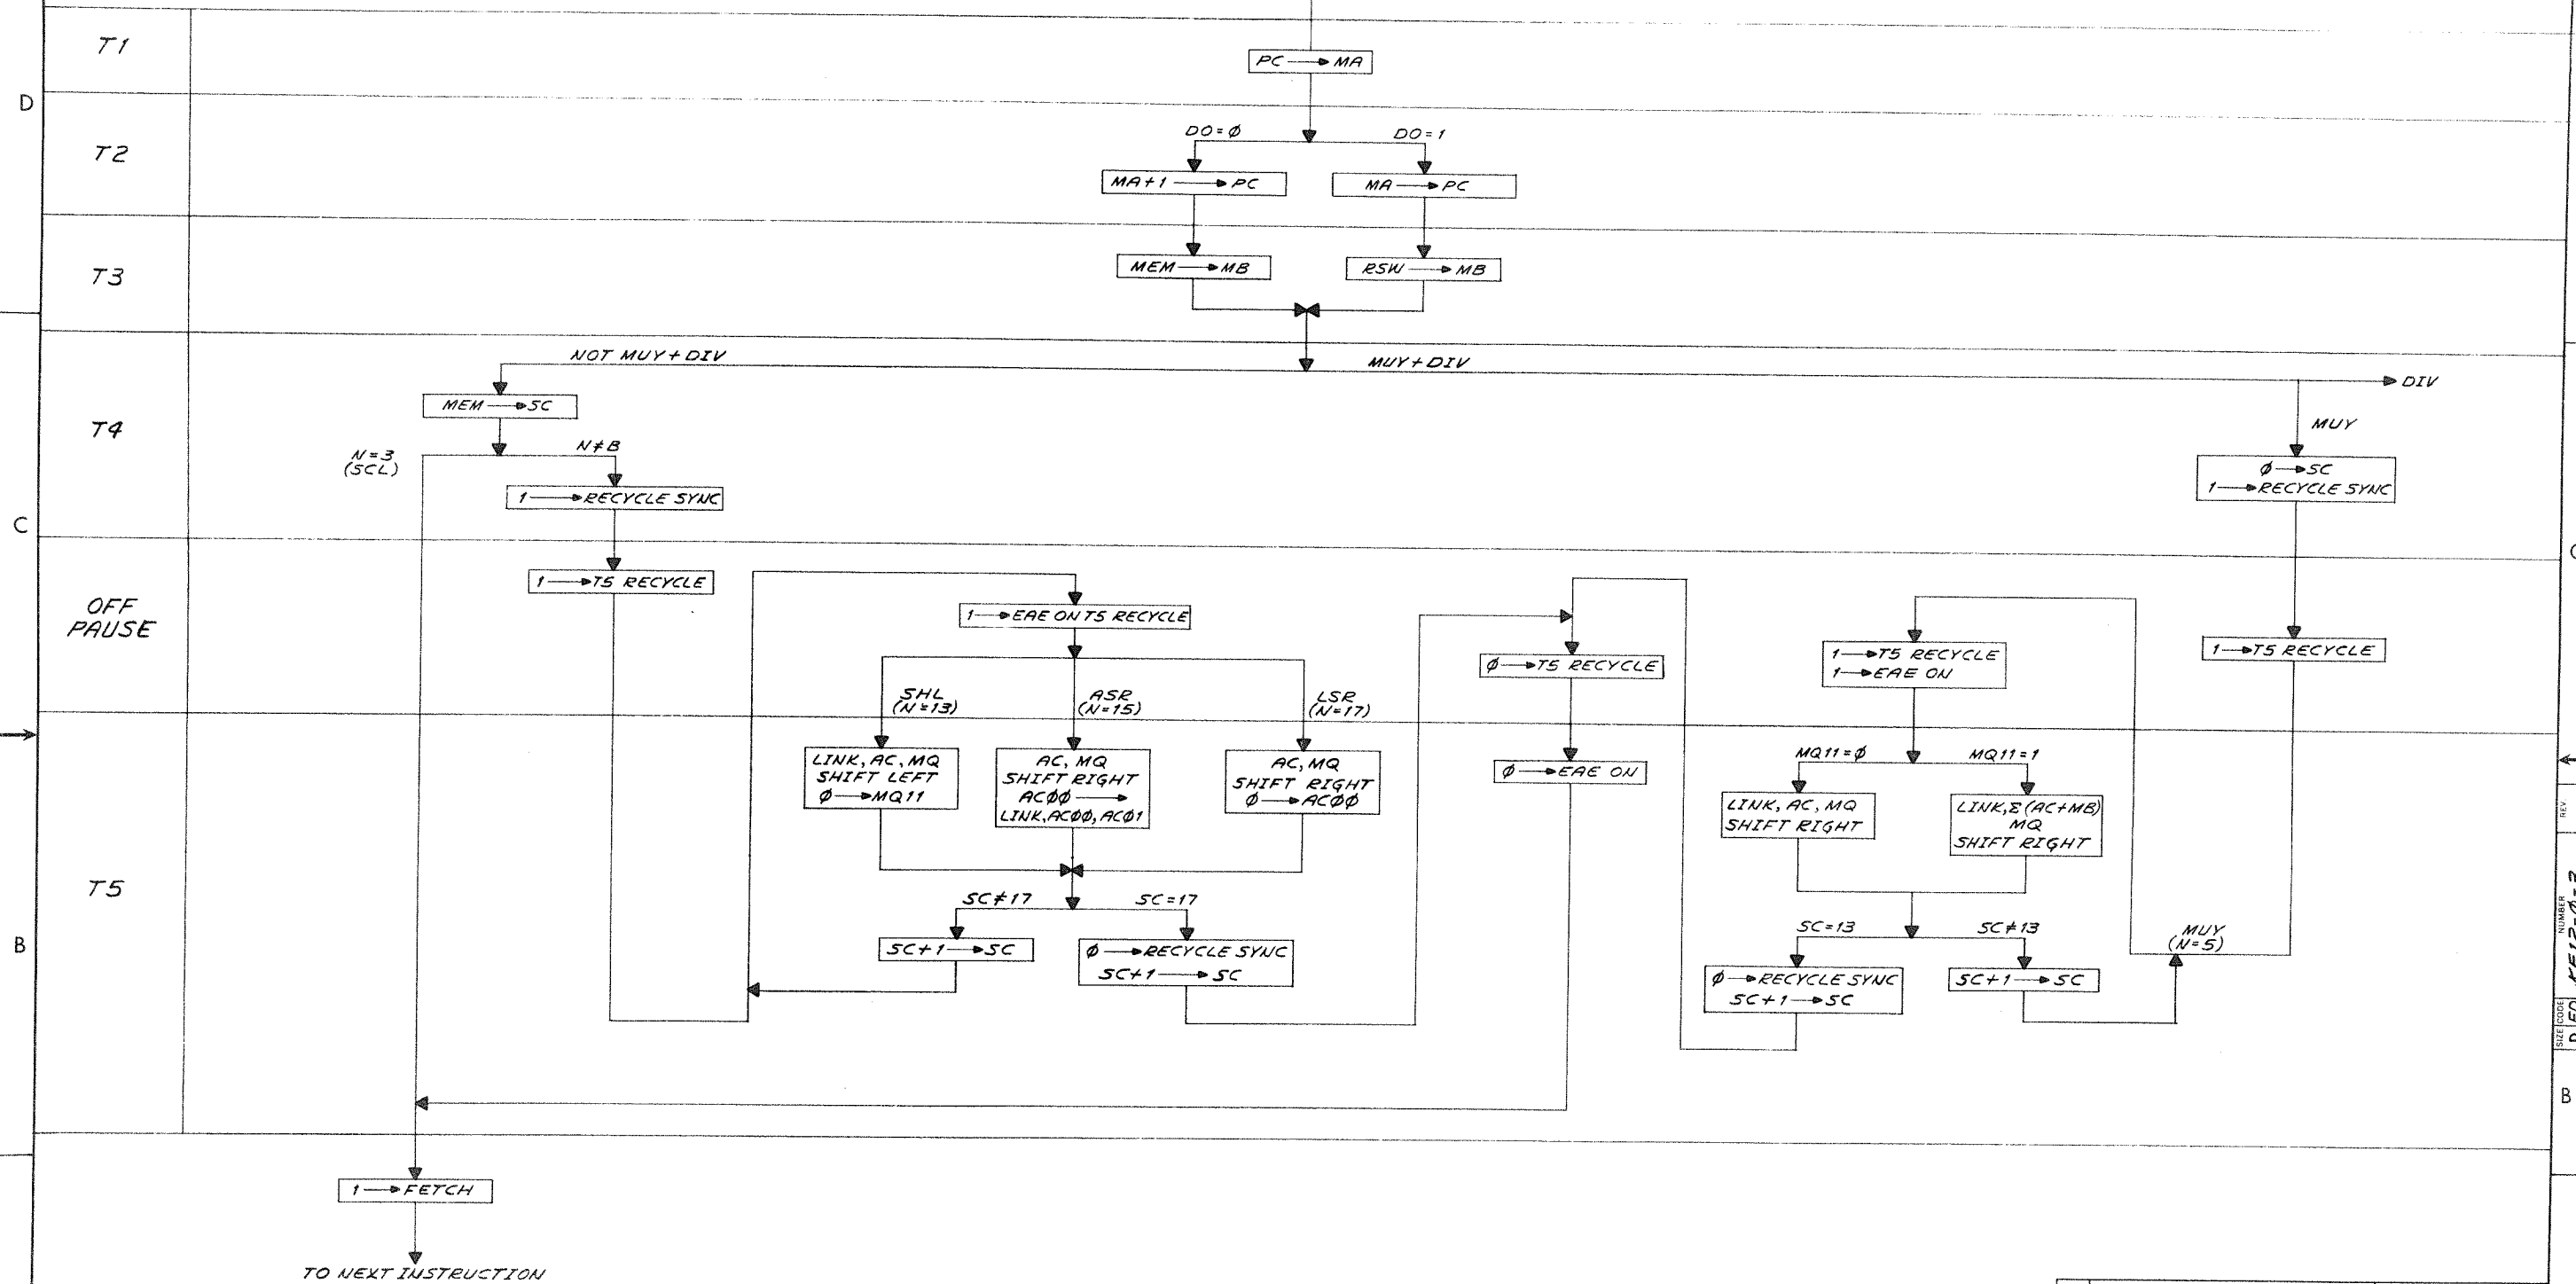 T1
PC → MA
D
DO=Ø
DO=1
T2
MA+1 → PC
MA → PC
T3
MEM → MB
RSW → MB
NOT MUY+DIV
MUY+DIV
DIV
MEM → SC
T4
MUY
N=3
(SCL)
N≠B
Ø → SC
1 → RECYCLE SYNC
1 → RECYCLE SYNC
C
1 → T5 RECYCLE
OFF
PAUSE
1 → EAE ON T5 RECYCLE
Ø → T5 RECYCLE
1 → T5 RECYCLE
1 → EAE ON
1 → T5 RECYCLE
SHL
(N=13)
ASR
(N=15)
LSR
(N=17)
LINK, AC, MQ
SHIFT LEFT
Ø → MQ11
AC, MQ
SHIFT RIGHT
ACØØ →
LINK, ACØØ, ACØ1
AC, MQ
SHIFT RIGHT
Ø → ACØØ
Ø → EAE ON
MQ11=Ø
MQ11=1
LINK, AC, MQ
SHIFT RIGHT
LINK, Σ(AC+MB)
MQ
SHIFT RIGHT
T5
SC≠17
SC=17
SC+1 → SC
Ø → RECYCLE SYNC
SC+1 → SC
SC=13
SC≠13
MUY
(N=5)
Ø → RECYCLE SYNC
SC+1 → SC
SC+1 → SC
B
REV
NUMBER
SIZE CODE
B
1 → FETCH
TO NEXT INSTRUCTION